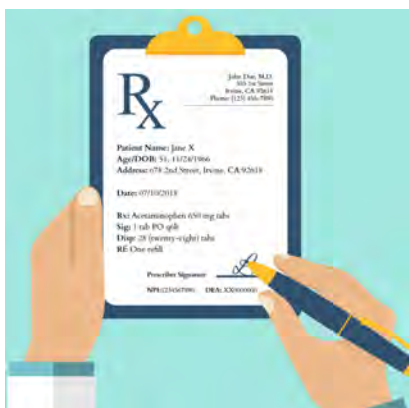 Rx
John Doe, M.D.
555 1st Street
Irvine, CA 92618
Phone: (123) 456-7890
Patient Name: Jane X
Age/DOB: 51, 11/24/1966
Address: 678 2nd Street, Irvine, CA 92618
Date: 07/10/2018
Rx: Acetaminophen 650 mg tabs
Sig: 1 tab PO q6h
Disp: 28 (twenty-eight) tabs
RF: One refill
Prescriber Signature
NPI: 1234567890 DEA: